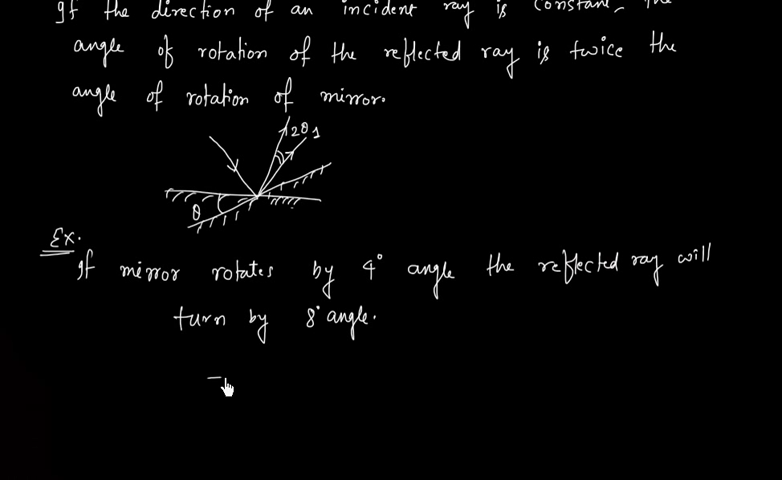 If the direction of an incident ray is constant, the
angle of rotation of the reflected ray is twice the
angle of rotation of mirror.
2θ 1
θ
Ex.
If mirror rotates by 4° angle the reflected ray will
turn by 8° angle.